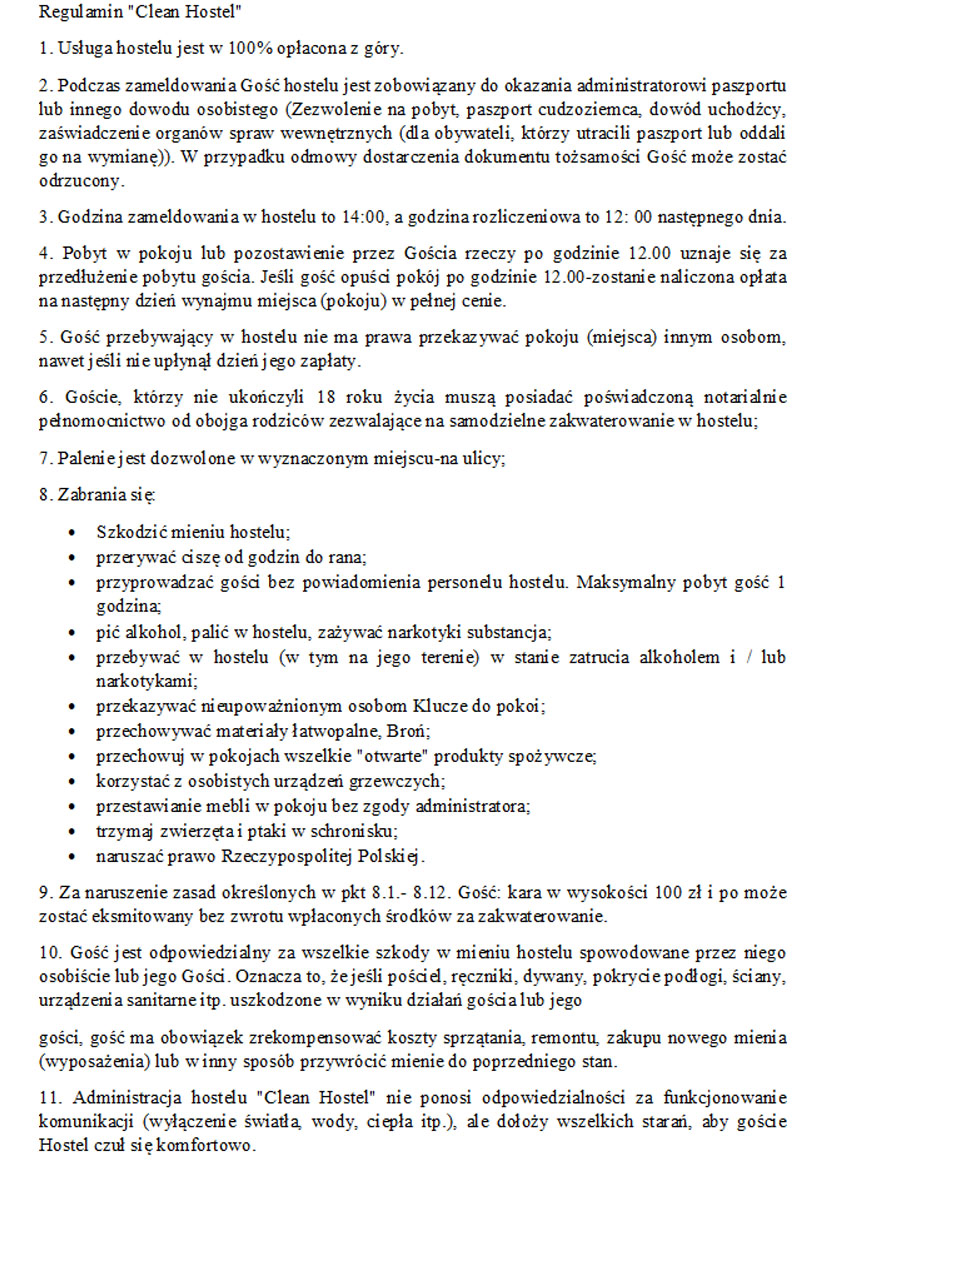 Regulamin "Clean Hostel"
1. Usługa hostelu jest w 100% opłacona z góry.
2. Podczas zameldowania Gość hostelu jest zobowiązany do okazania administratorowi paszportu
lub innego dowodu osobistego (Zezwolenie na pobyt, paszport cudzoziemca, dowód uchodźcy,
zaświadczenie organów spraw wewnętrznych (dla obywateli, którzy utracili paszport lub oddali
go na wymianę)). W przypadku odmowy dostarczenia dokumentu tożsamości Gość może zostać
odrzucony.
3. Godzina zameldowania w hostelu to 14:00, a godzina rozliczeniowa to 12: 00 następnego dnia.
4. Pobyt w pokoju lub pozostawienie przez Gościa rzeczy po godzinie 12.00 uznaje się za
przedłużenie pobytu gościa. Jeśli gość opuści pokój po godzinie 12.00-zostanie naliczona opłata
na następny dzień wynajmu miejsca (pokoju) w pełnej cenie.
5. Gość przebywający w hostelu nie ma prawa przekazywać pokoju (miejsca) innym osobom,
nawet jeśli nie upłynął dzień jego zapłaty.
6. Goście, którzy nie ukończyli 18 roku życia muszą posiadać poświadczoną notarialnie
pełnomocnictwo od obojga rodziców zezwalające na samodzielne zakwaterowanie w hostelu;
7. Palenie jest dozwolone w wyznaczonym miejscu-na ulicy;
8. Zabrania się:
• Szkodzić mieniu hostelu;
• przerywać ciszę od godzin do rana;
• przyprowadzać gości bez powiadomienia personelu hostelu. Maksymalny pobyt gość 1
godzina;
• pić alkohol, palić w hostelu, zażywać narkotyki substancja;
• przebywać w hostelu (w tym na jego terenie) w stanie zatrucia alkoholem i / lub
narkotykami;
• przekazywać nieupoważnionym osobom Klucze do pokoi;
• przechowywać materiały łatwopalne, Broń;
• przechowuj w pokojach wszelkie "otwarte" produkty spożywcze;
• korzystać z osobistych urządzeń grzewczych;
• przestawianie mebli w pokoju bez zgody administratora;
• trzymaj zwierzęta i ptaki w schronisku;
• naruszać prawo Rzeczypospolitej Polskiej.
9. Za naruszenie zasad określonych w pkt 8.1.- 8.12. Gość: kara w wysokości 100 zł i po może
zostać eksmitowany bez zwrotu wpłaconych środków za zakwaterowanie.
10. Gość jest odpowiedzialny za wszelkie szkody w mieniu hostelu spowodowane przez niego
osobiście lub jego Gości. Oznacza to, że jeśli pościel, ręczniki, dywany, pokrycie podłogi, ściany,
urządzenia sanitarne itp. uszkodzone w wyniku działań gościa lub jego
gości, gość ma obowiązek zrekompensować koszty sprzątania, remontu, zakupu nowego mienia
(wyposażenia) lub w inny sposób przywrócić mienie do poprzedniego stan.
11. Administracja hostelu "Clean Hostel" nie ponosi odpowiedzialności za funkcjonowanie
komunikacji (wyłączenie światła, wody, ciepła itp.), ale dołoży wszelkich starań, aby goście
Hostel czuł się komfortowo.